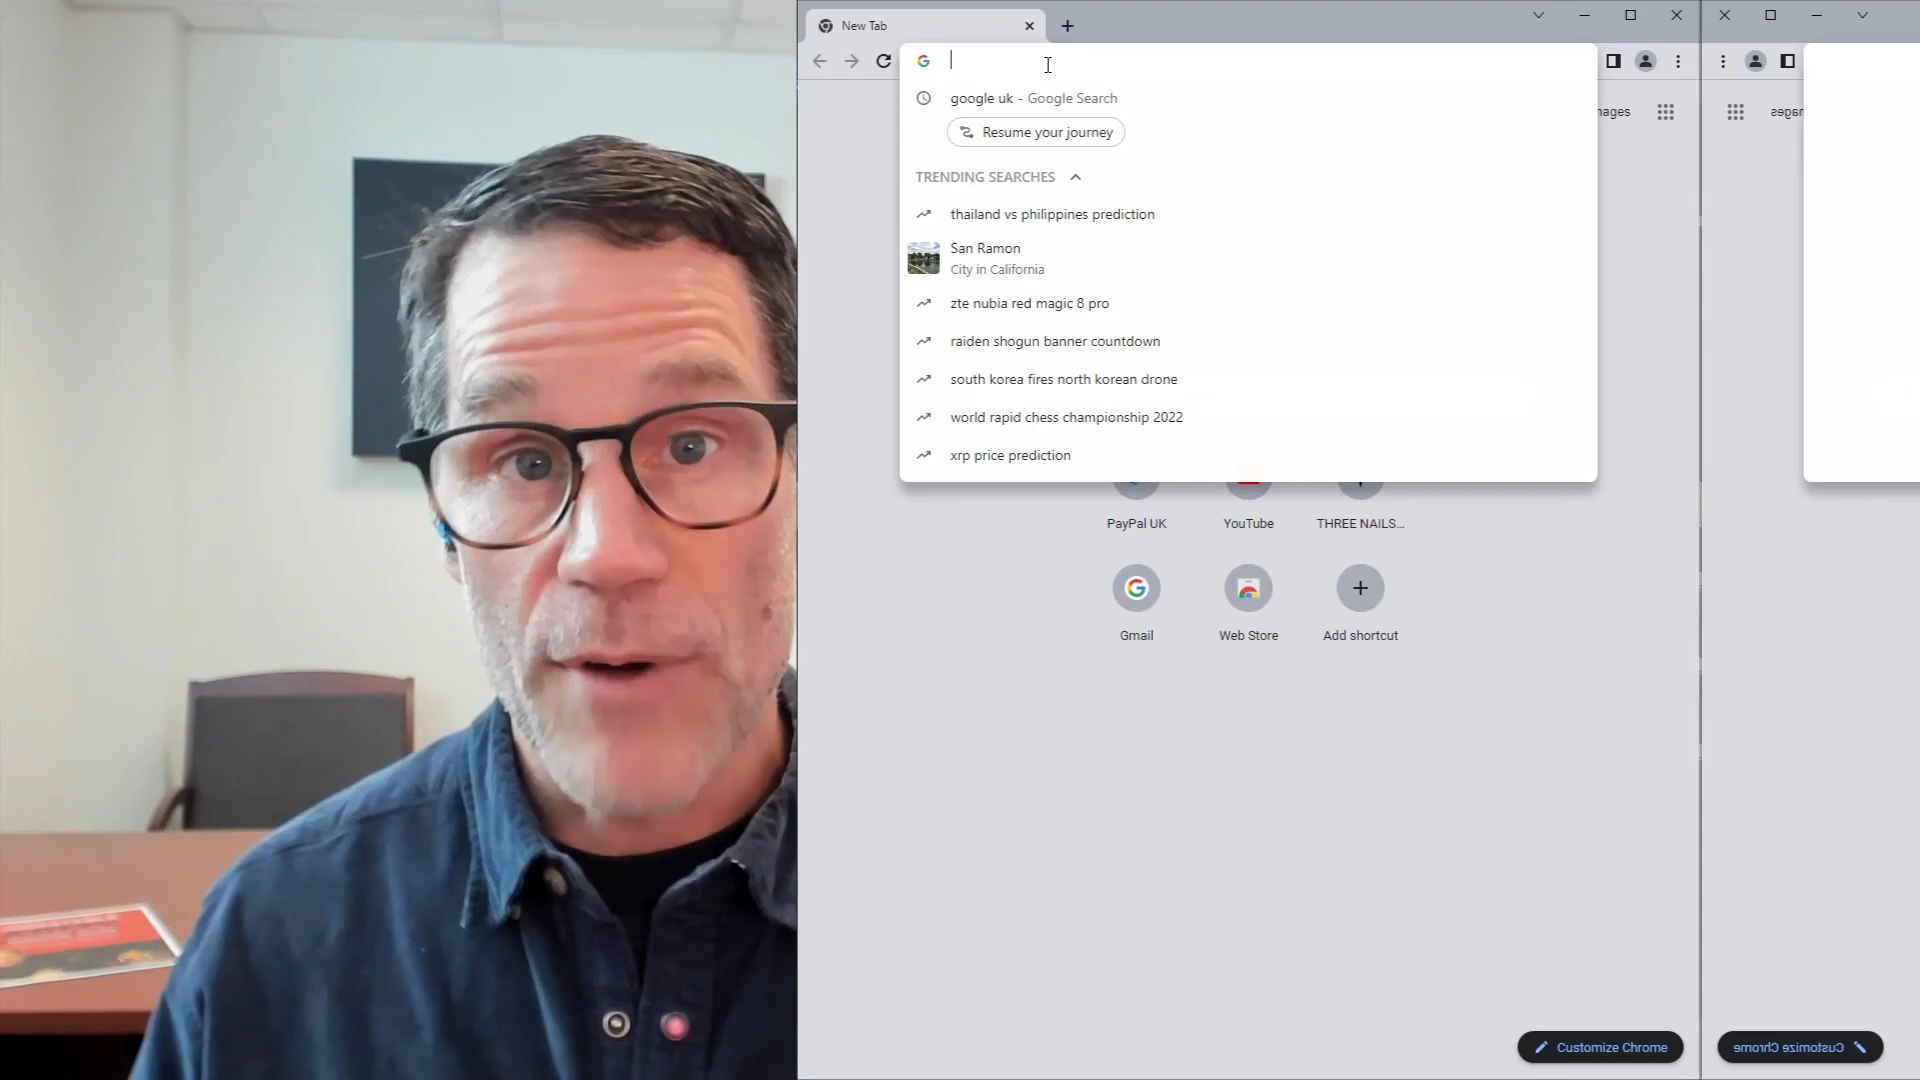 New Tab
google uk - Google Search
Resume your journey
TRENDING SEARCHES
thailand vs philippines prediction
San Ramon
City in California
zte nubia red magic 8 pro
raiden shogun banner countdown
south korea fires north korean drone
world rapid chess championship 2022
xrp price prediction
PayPal UK
YouTube
THREE NAILS...
Gmail
Web Store
Add shortcut
Customize Chrome
Customize Chrome